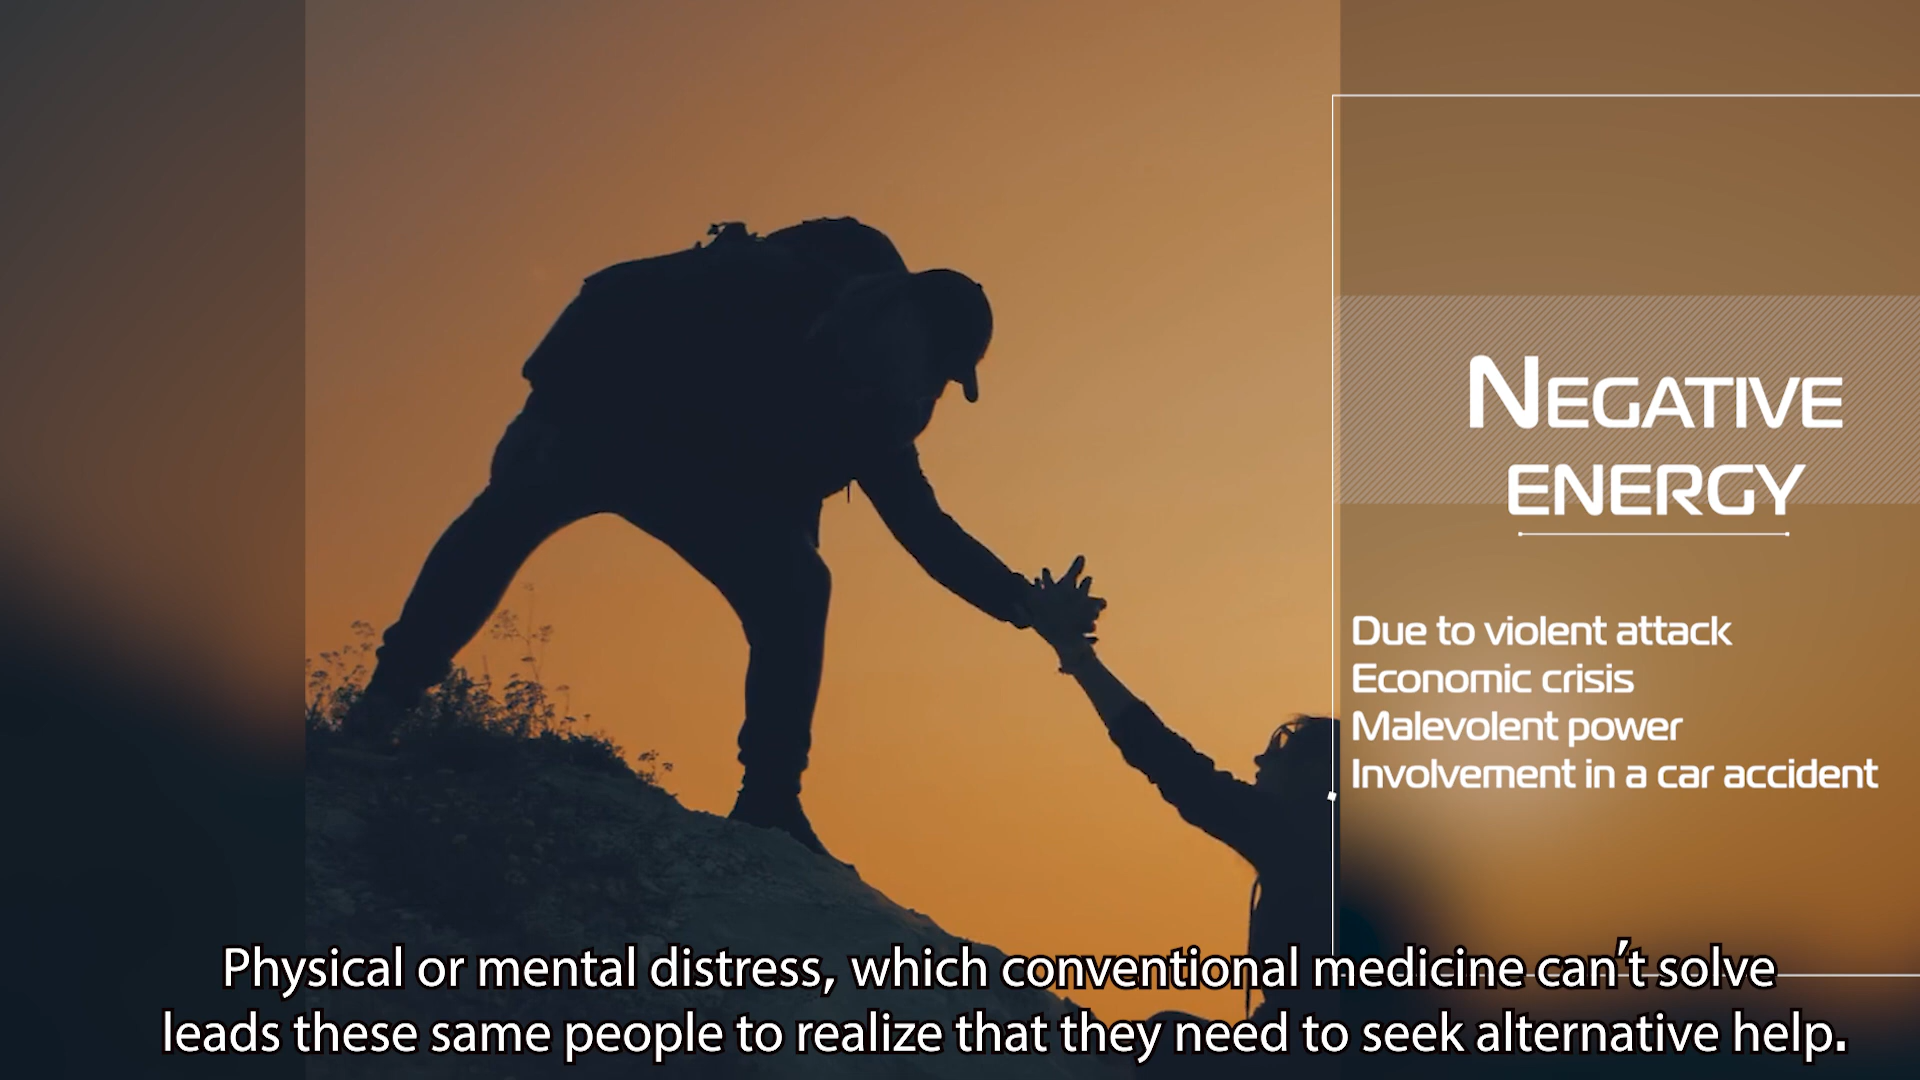 Negative
energy
Due to violent attack
Economic crisis
Malevolent power
Involvement in a car accident
Physical or mental distress, which conventional medicine can't solve
leads these same people to realize that they need to seek alternative help.